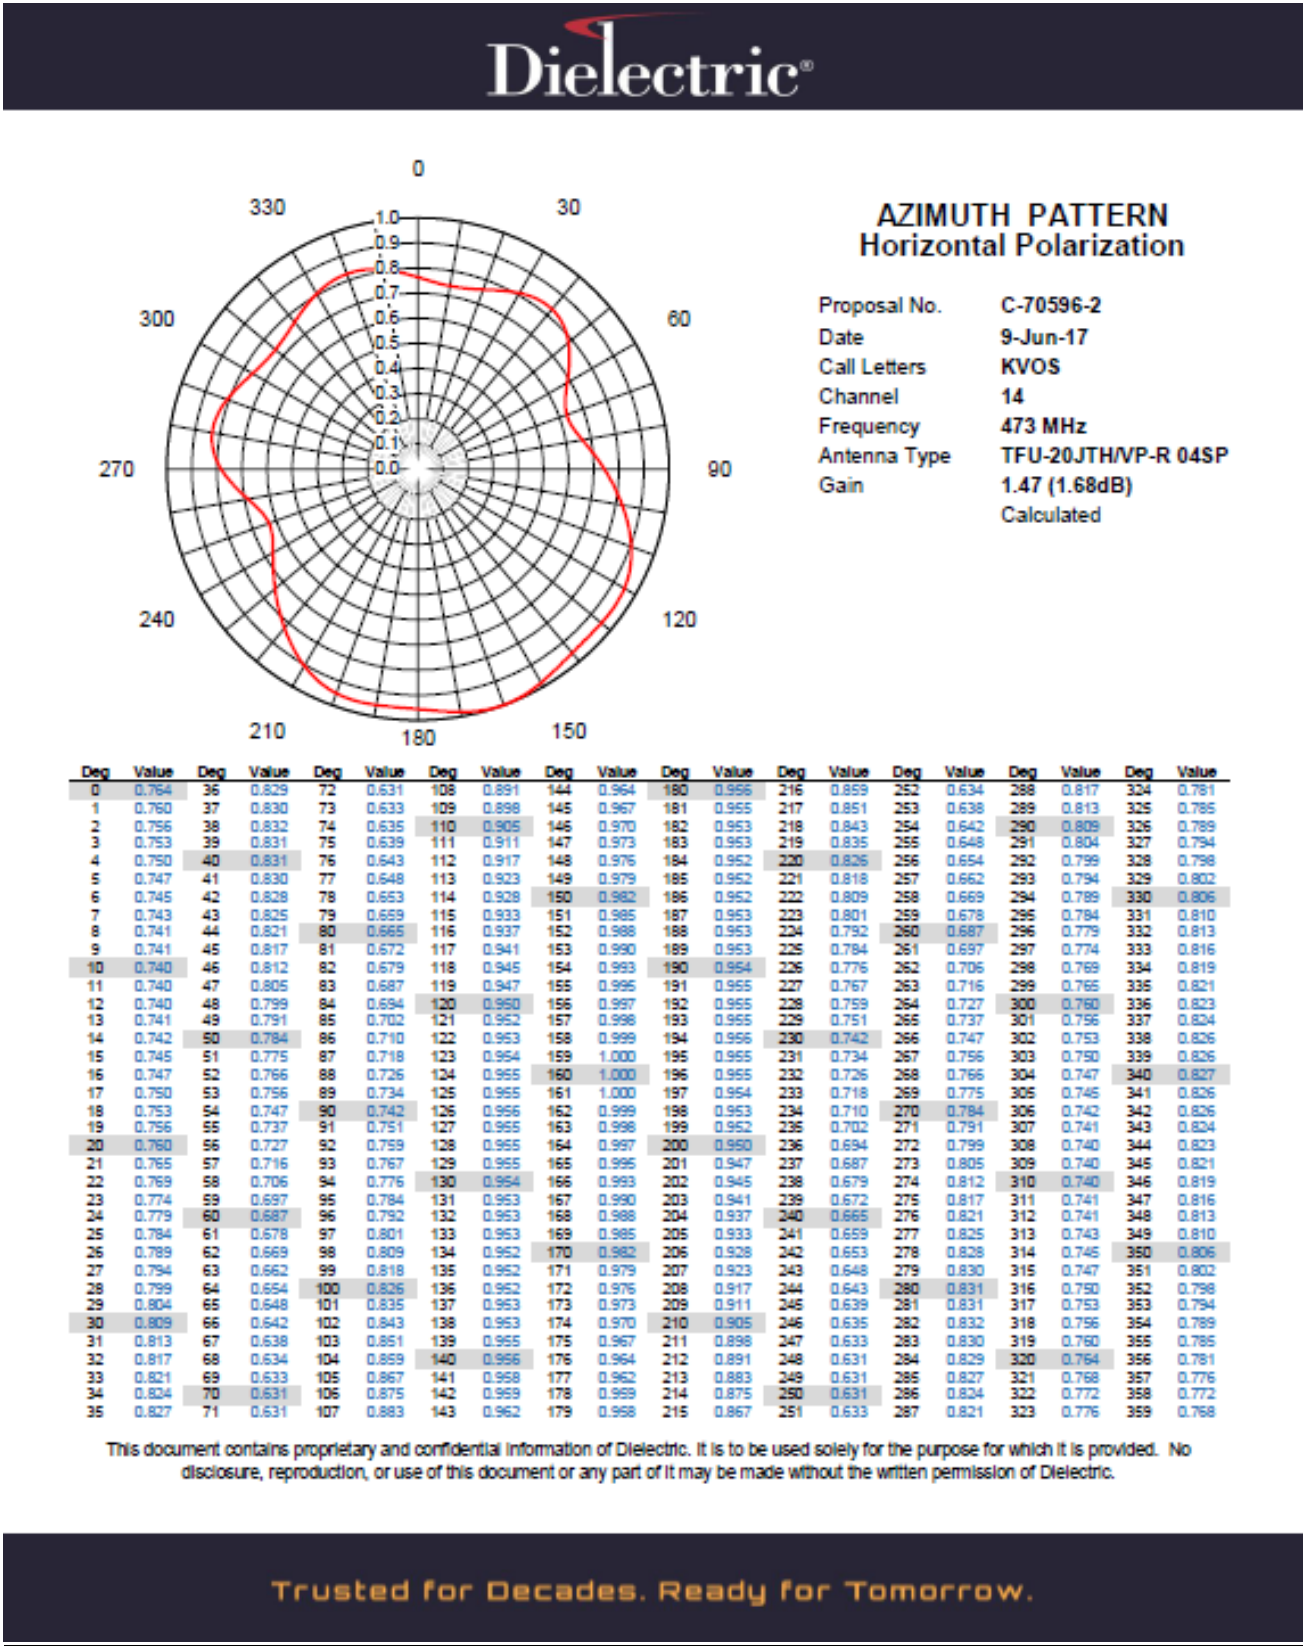 Dielectric®
0
330 30
1.0
0.9
0.8
0.7
300 0.6 60
0.5
0.4
0.3
0.2
0.1
270 0.0 90
240 120
210 150
180
AZIMUTH PATTERN
Horizontal Polarization
Proposal No. C-70596-2
Date 9-Jun-17
Call Letters KVOS
Channel 14
Frequency 473 MHz
Antenna Type TFU-20JTH/VP-R 04SP
Gain 1.47 (1.68dB)
Calculated
Deg Value Deg Value Deg Value Deg Value Deg Value Deg Value Deg Value Deg Value Deg Value Deg Value
0 0.764 36 0.829 72 0.631 108 0.891 144 0.964 180 0.956 216 0.859 252 0.634 288 0.817 324 0.781
1 0.760 37 0.830 73 0.633 109 0.898 145 0.967 181 0.955 217 0.851 253 0.638 289 0.813 325 0.785
2 0.756 38 0.832 74 0.635 110 0.905 146 0.970 182 0.953 218 0.843 254 0.642 290 0.809 326 0.789
3 0.753 39 0.831 75 0.639 111 0.911 147 0.973 183 0.953 219 0.835 255 0.648 291 0.804 327 0.794
4 0.750 40 0.831 76 0.643 112 0.917 148 0.976 184 0.952 220 0.826 256 0.654 292 0.799 328 0.798
5 0.747 41 0.830 77 0.648 113 0.923 149 0.979 185 0.952 221 0.818 257 0.662 293 0.794 329 0.802
6 0.745 42 0.828 78 0.653 114 0.928 150 0.982 186 0.952 222 0.809 258 0.669 294 0.789 330 0.806
7 0.743 43 0.825 79 0.659 115 0.933 151 0.985 187 0.953 223 0.801 259 0.678 295 0.784 331 0.810
8 0.741 44 0.821 80 0.665 116 0.937 152 0.988 188 0.953 224 0.792 260 0.687 296 0.779 332 0.813
9 0.741 45 0.817 81 0.672 117 0.941 153 0.990 189 0.953 225 0.784 261 0.697 297 0.774 333 0.816
10 0.740 46 0.812 82 0.679 118 0.945 154 0.993 190 0.954 226 0.776 262 0.706 298 0.769 334 0.819
11 0.740 47 0.805 83 0.687 119 0.947 155 0.995 191 0.955 227 0.767 263 0.716 299 0.765 335 0.821
12 0.740 48 0.799 84 0.694 120 0.950 156 0.997 192 0.955 228 0.759 264 0.727 300 0.760 336 0.823
13 0.741 49 0.791 85 0.702 121 0.952 157 0.998 193 0.955 229 0.751 265 0.737 301 0.756 337 0.824
14 0.742 50 0.784 86 0.710 122 0.953 158 0.999 194 0.956 230 0.742 266 0.747 302 0.753 338 0.826
15 0.745 51 0.775 87 0.718 123 0.954 159 1.000 195 0.955 231 0.734 267 0.756 303 0.750 339 0.826
16 0.747 52 0.766 88 0.726 124 0.955 160 1.000 196 0.955 232 0.726 268 0.766 304 0.747 340 0.827
17 0.750 53 0.756 89 0.734 125 0.955 161 1.000 197 0.954 233 0.718 269 0.775 305 0.745 341 0.826
18 0.753 54 0.747 90 0.742 126 0.956 162 0.999 198 0.953 234 0.710 270 0.784 306 0.742 342 0.826
19 0.756 55 0.737 91 0.751 127 0.955 163 0.998 199 0.952 235 0.702 271 0.791 307 0.741 343 0.824
20 0.760 56 0.727 92 0.759 128 0.955 164 0.997 200 0.950 236 0.694 272 0.799 308 0.740 344 0.823
21 0.765 57 0.716 93 0.767 129 0.955 165 0.995 201 0.947 237 0.687 273 0.805 309 0.740 345 0.821
22 0.769 58 0.706 94 0.776 130 0.954 166 0.993 202 0.945 238 0.679 274 0.812 310 0.740 346 0.819
23 0.774 59 0.697 95 0.784 131 0.953 167 0.990 203 0.941 239 0.672 275 0.817 311 0.741 347 0.816
24 0.779 60 0.687 96 0.792 132 0.953 168 0.988 204 0.937 240 0.665 276 0.821 312 0.741 348 0.813
25 0.784 61 0.678 97 0.801 133 0.953 169 0.985 205 0.933 241 0.659 277 0.825 313 0.743 349 0.810
26 0.789 62 0.669 98 0.809 134 0.952 170 0.982 206 0.928 242 0.653 278 0.828 314 0.745 350 0.806
27 0.794 63 0.662 99 0.818 135 0.952 171 0.979 207 0.923 243 0.648 279 0.830 315 0.747 351 0.802
28 0.799 64 0.654 100 0.826 136 0.952 172 0.976 208 0.917 244 0.643 280 0.831 316 0.750 352 0.798
29 0.804 65 0.648 101 0.835 137 0.953 173 0.973 209 0.911 245 0.639 281 0.831 317 0.753 353 0.794
30 0.809 66 0.642 102 0.843 138 0.953 174 0.970 210 0.905 246 0.635 282 0.832 318 0.756 354 0.789
31 0.813 67 0.638 103 0.851 139 0.955 175 0.967 211 0.898 247 0.633 283 0.830 319 0.760 355 0.785
32 0.817 68 0.634 104 0.859 140 0.956 176 0.964 212 0.891 248 0.631 284 0.829 320 0.764 356 0.781
33 0.821 69 0.633 105 0.867 141 0.958 177 0.962 213 0.883 249 0.631 285 0.827 321 0.768 357 0.776
34 0.824 70 0.631 106 0.875 142 0.959 178 0.959 214 0.875 250 0.631 286 0.824 322 0.772 358 0.772
35 0.827 71 0.631 107 0.883 143 0.962 179 0.958 215 0.867 251 0.633 287 0.821 323 0.776 359 0.768
This document contains proprietary and confidential information of Dielectric. It is to be used solely for the purpose for which it is provided. No
disclosure, reproduction, or use of this document or any part of it may be made without the written permission of Dielectric.
Trusted for Decades. Ready for Tomorrow.